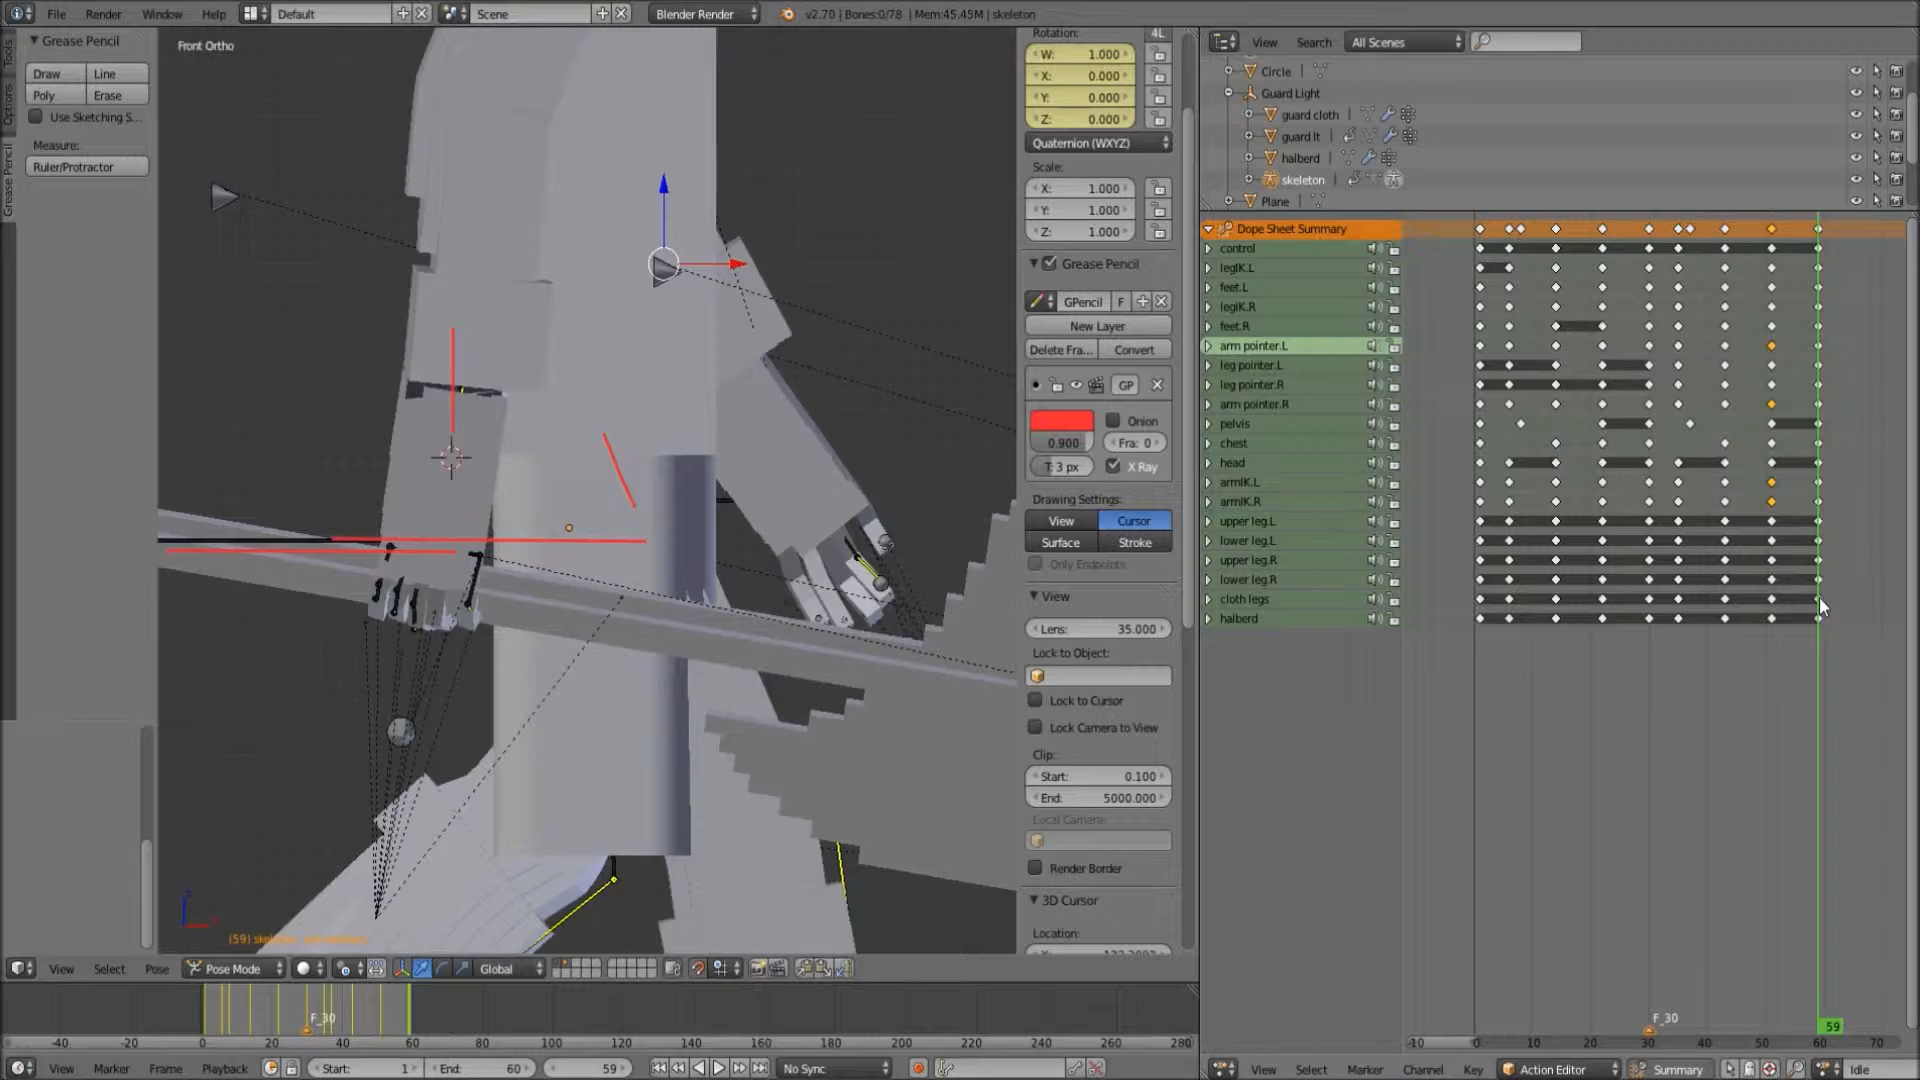 File Render Window Help Default Scene Blender Render v2.70 | Bones:0/78 | Mem:45.45M | skeleton
Tools
Options
Grease Pencil
Grease Pencil
Draw Line
Poly Erase
Use Sketching S...
Measure:
Ruler/Protractor
Front Ortho
Rotation: 4L
W: 1.000
X: 0.000
Y: 0.000
Z: 0.000
Quaternion (WXYZ)
Scale:
X: 1.000
Y: 1.000
Z: 1.000
Grease Pencil
GPencil F
New Layer
Delete Fra... Convert
GP
Onion
0.900 Fra: 0
T: 3 px X Ray
Drawing Settings:
View Cursor
Surface Stroke
Only Endpoints
View
Lens: 35.000
Lock to Object:
Lock to Cursor
Lock Camera to View
Clip:
Start: 0.100
End: 5000.000
Local Camera:
Render Border
3D Cursor
Location:
View Search All Scenes
Circle
Guard Light
guard cloth
guard lt
halberd
skeleton
Plane
Dope Sheet Summary
control
legIK.L
feet.L
legIK.R
feet.R
arm pointer.L
leg pointer.L
leg pointer.R
arm pointer.R
pelvis
chest
head
armIK.L
armIK.R
upper leg.L
lower leg.L
upper leg.R
lower leg.R
cloth legs
halberd
F_30
59
-10 0 10 20 30 40 50 60 70
View Select Marker Channel Key Action Editor Summary Idle
View Select Pose Pose Mode Global
F_30
-40 -20 0 20 40 60 80 100 120 140 160 180 200 220 240 260 280
View Marker Frame Playback Start: 1 End: 60 59 No Sync